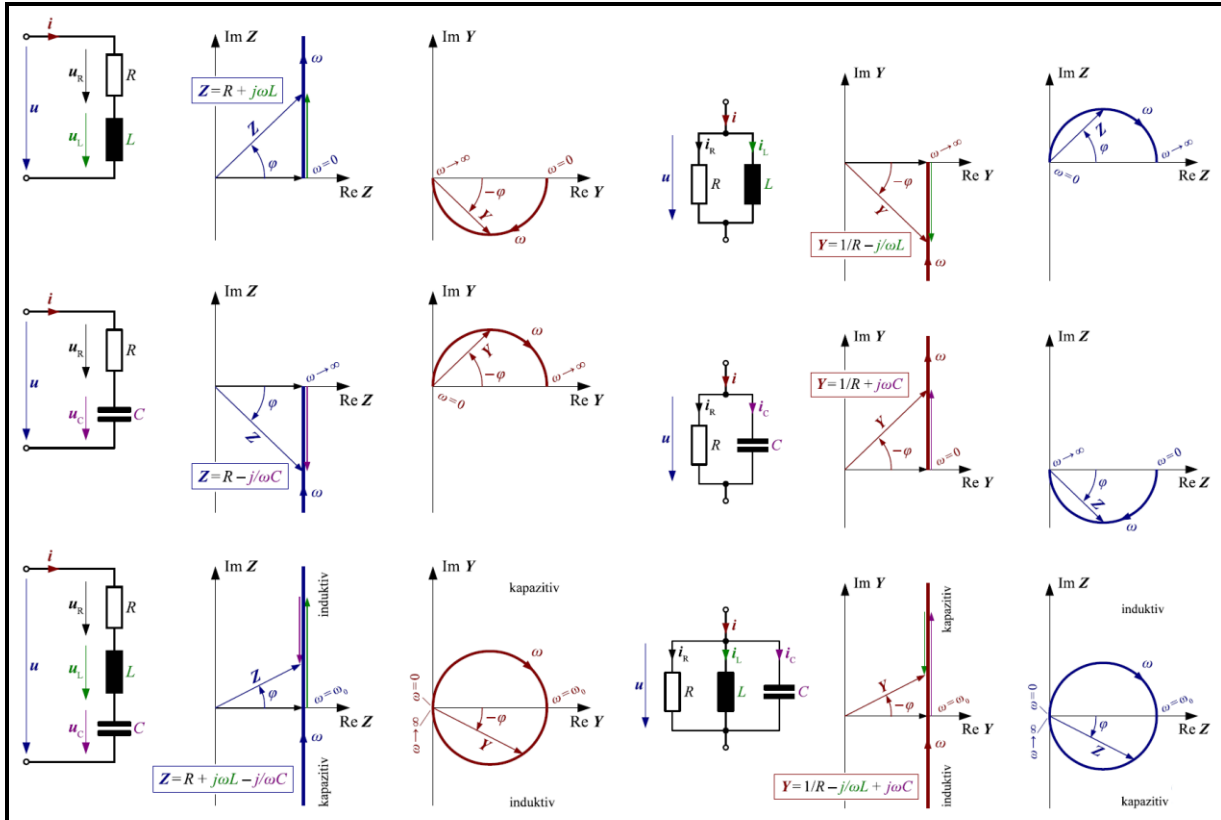 i
u
u_R
R
u_L
L
Im Z
Z = R + jωL
ω
Z
φ
ω=0
Re Z
Im Y
ω→∞
ω=0
−φ
Y
ω
Re Y
i
i_R
i_L
u
R
L
Im Y
ω→∞
−φ
Re Y
Y
Y = 1/R − j/ωL
ω
Im Z
ω
Z
φ
ω→∞
ω=0
Re Z
i
u
u_R
R
u_C
C
Im Z
ω→∞
φ
Re Z
Z
Z = R − j/ωC
ω
Im Y
ω
Y
−φ
ω→∞
ω=0
Re Y
i
i_R
i_C
u
R
C
Im Y
ω
Y = 1/R + jωC
Y
−φ
ω=0
Re Y
Im Z
ω→∞
ω=0
φ
Re Z
Z
ω
i
u
u_R
R
u_L
L
u_C
C
Im Z
induktiv
Z
φ
ω=ω₀
Re Z
ω
Z = R + jωL − j/ωC
kapazitiv
Im Y
kapazitiv
ω
ω=0
ω=ω₀
−φ
Re Y
ω→∞
Y
induktiv
i
i_R
i_L
i_C
u
R
L
C
Im Y
kapazitiv
Y
−φ
ω=ω₀
Re Y
ω
Y = 1/R − j/ωL + jωC
induktiv
Im Z
induktiv
ω
ω=0
ω=ω₀
φ
Re Z
ω→∞
Z
kapazitiv